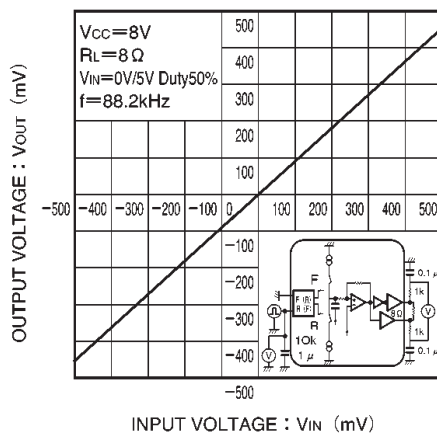 500
400
300
200
100
Vcc=8V
RL=8Ω
VIN=0V/5V Duty50%
f=88.2kHz
OUTPUT VOLTAGE : VOUT (mV)
−500 −400 −300 −200 −100 0 100 200 300 400 500
−100
−200
−300
−400
−500
F
F (R)
R (F)
R
10k
1μ
V
8Ω
0.1μ
1k
V
1k
0.1μ
INPUT VOLTAGE : VIN (mV)